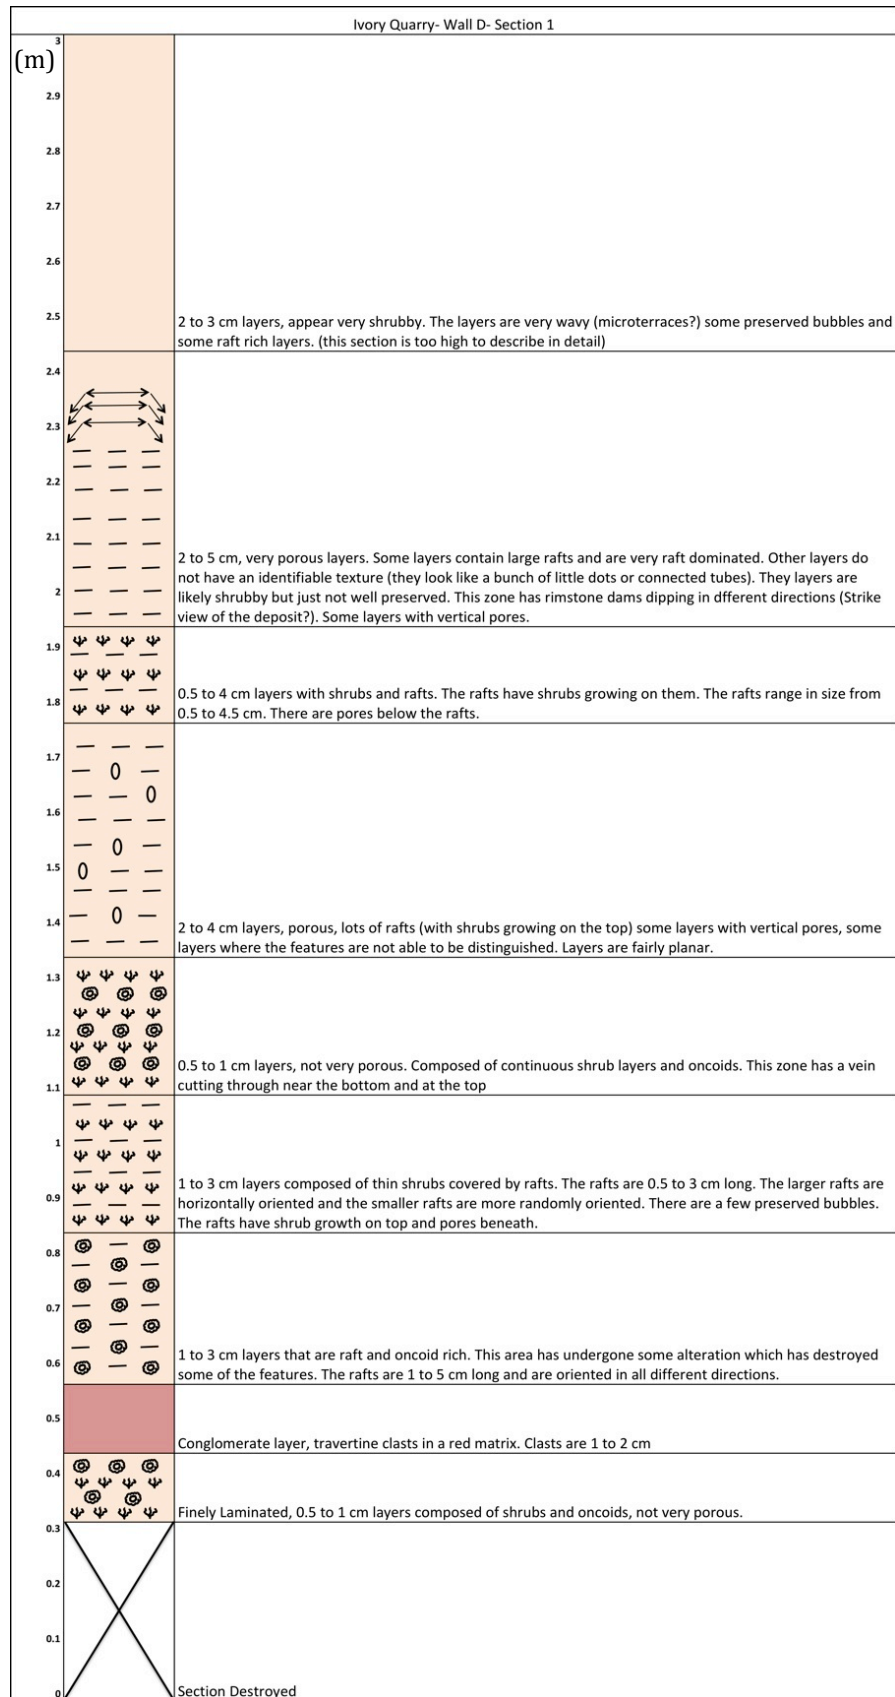 Ivory Quarry- Wall D- Section 1
3
(m)
2.9
2.8
2.7
2.6
2.5
2 to 3 cm layers, appear very shrubby. The layers are very wavy (microterraces?) some preserved bubbles and
some raft rich layers. (this section is too high to describe in detail)
2.4
2.3
2.2
2.1
2 to 5 cm, very porous layers. Some layers contain large rafts and are very raft dominated. Other layers do
not have an identifiable texture (they look like a bunch of little dots or connected tubes). They layers are
2
likely shrubby but just not well preserved. This zone has rimstone dams dipping in dfferent directions (Strike
view of the deposit?). Some layers with vertical pores.
1.9
0.5 to 4 cm layers with shrubs and rafts. The rafts have shrubs growing on them. The rafts range in size from
1.8
0.5 to 4.5 cm. There are pores below the rafts.
1.7
1.6
1.5
1.4
2 to 4 cm layers, porous, lots of rafts (with shrubs growing on the top) some layers with vertical pores, some
layers where the features are not able to be distinguished. Layers are fairly planar.
1.3
1.2
0.5 to 1 cm layers, not very porous. Composed of continuous shrub layers and oncoids. This zone has a vein
1.1
cutting through near the bottom and at the top
1
1 to 3 cm layers composed of thin shrubs covered by rafts. The rafts are 0.5 to 3 cm long. The larger rafts are
0.9
horizontally oriented and the smaller rafts are more randomly oriented. There are a few preserved bubbles.
The rafts have shrub growth on top and pores beneath.
0.8
0.7
0.6
1 to 3 cm layers that are raft and oncoid rich. This area has undergone some alteration which has destroyed
some of the features. The rafts are 1 to 5 cm long and are oriented in all different directions.
0.5
Conglomerate layer, travertine clasts in a red matrix. Clasts are 1 to 2 cm
0.4
Finely Laminated, 0.5 to 1 cm layers composed of shrubs and oncoids, not very porous.
0.3
0.2
0.1
0
Section Destroyed